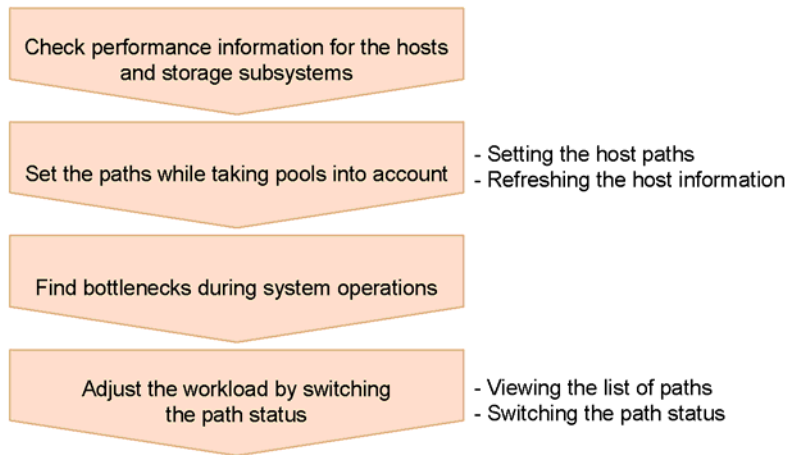 Check performance information for the hosts
and storage subsystems
Set the paths while taking pools into account
- Setting the host paths
- Refreshing the host information
Find bottlenecks during system operations
Adjust the workload by switching
the path status
- Viewing the list of paths
- Switching the path status